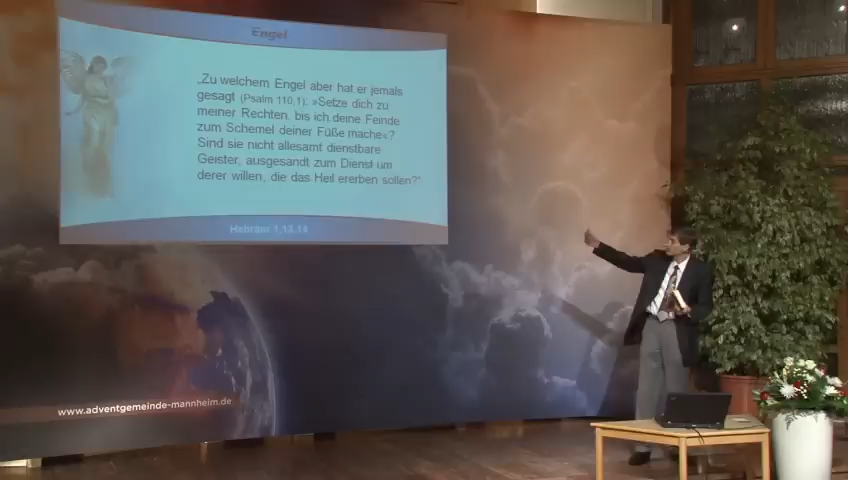 Engel
„Zu welchem Engel aber hat er jemals
gesagt (Psalm 110,1): »Setze dich zu
meiner Rechten, bis ich deine Feinde
zum Schemel deiner Füße mache«?
Sind sie nicht allesamt dienstbare
Geister, ausgesandt zum Dienst um
derer willen, die das Heil ererben sollen?“
Hebräer 1,13.14
www.adventgemeinde-mannheim.de